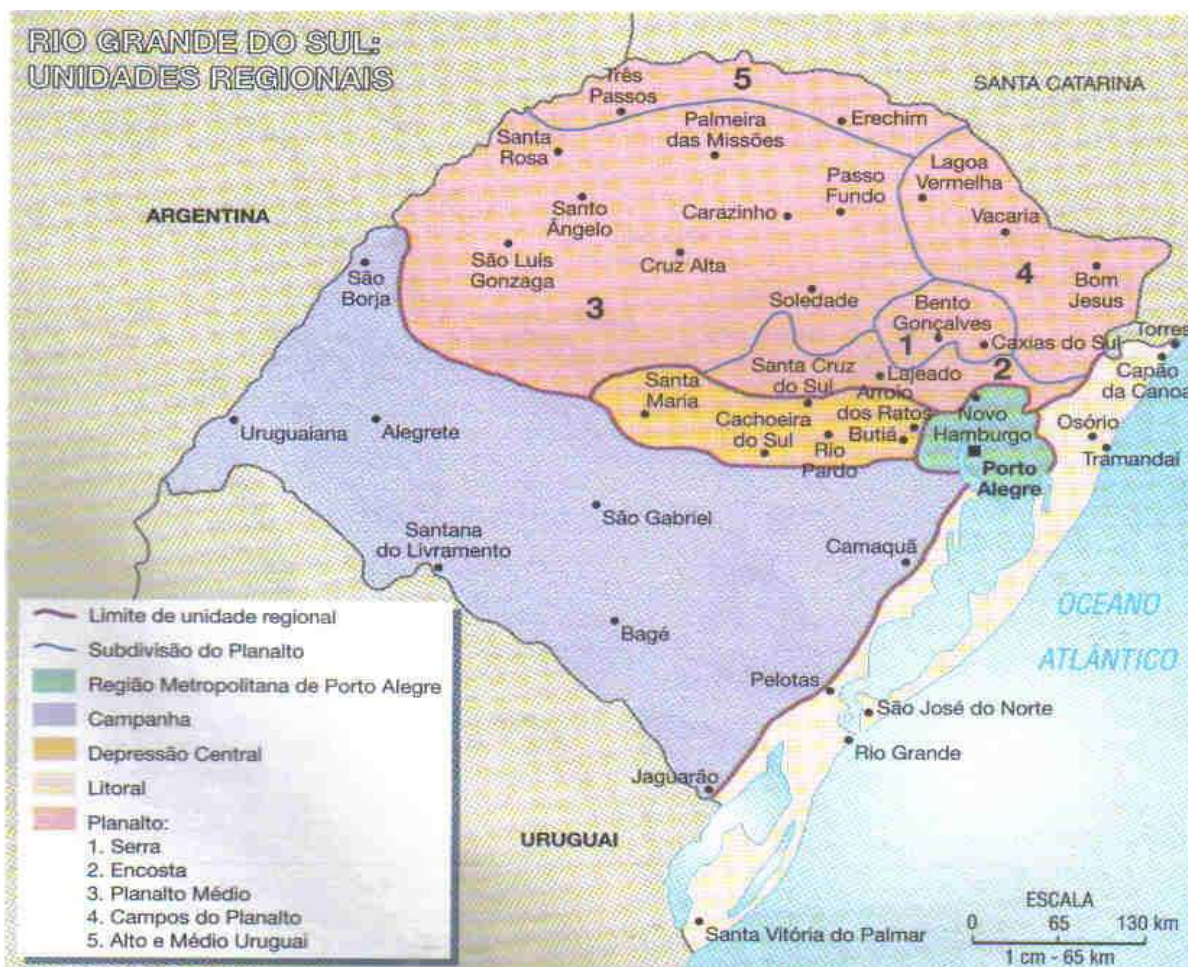 RIO GRANDE DO SUL:
UNIDADES REGIONAIS
SANTA CATARINA
ARGENTINA
5
Três
Passos
Erechim
Santa
Rosa
Palmeira
das Missões
Lagoa
Vermelha
Passo
Fundo
Vacaria
Santo
Ângelo
Carazinho
São Luís
Gonzaga
Cruz Alta
4
Bom
Jesus
São
Borja
3
Soledade
Bento
Gonçalves
1
Caxias do Sul
Torres
2
Capão
da Canoa
Santa Cruz
do Sul
Lajeado
Santa
Maria
Arroio
dos Ratos
Novo
Hamburgo
Cachoeira
do Sul
Butiá
Rio
Pardo
Osório
Tramandaí
Uruguaiana
Alegrete
Porto
Alegre
São Gabriel
Santana
do Livramento
Camaquã
Bagé
OCEANO
ATLÂNTICO
Pelotas
São José do Norte
Rio Grande
Jaguarão
URUGUAI
Santa Vitória do Palmar
Limite de unidade regional
Subdivisão do Planalto
Região Metropolitana de Porto Alegre
Campanha
Depressão Central
Litoral
Planalto:
1. Serra
2. Encosta
3. Planalto Médio
4. Campos do Planalto
5. Alto e Médio Uruguai
ESCALA
0 65 130 km
1 cm - 65 km